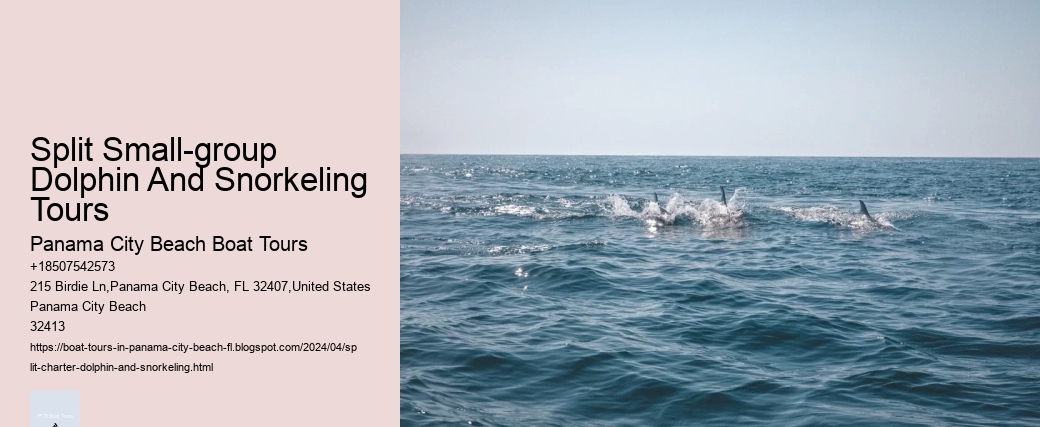 Split Small-group
Dolphin And Snorkeling
Tours
Panama City Beach Boat Tours
+18507542573
215 Birdie Ln,Panama City Beach, FL 32407,United States
Panama City Beach
32413
https://boat-tours-in-panama-city-beach-fl.blogspot.com/2024/04/sp
lit-charter-dolphin-and-snorkeling.html